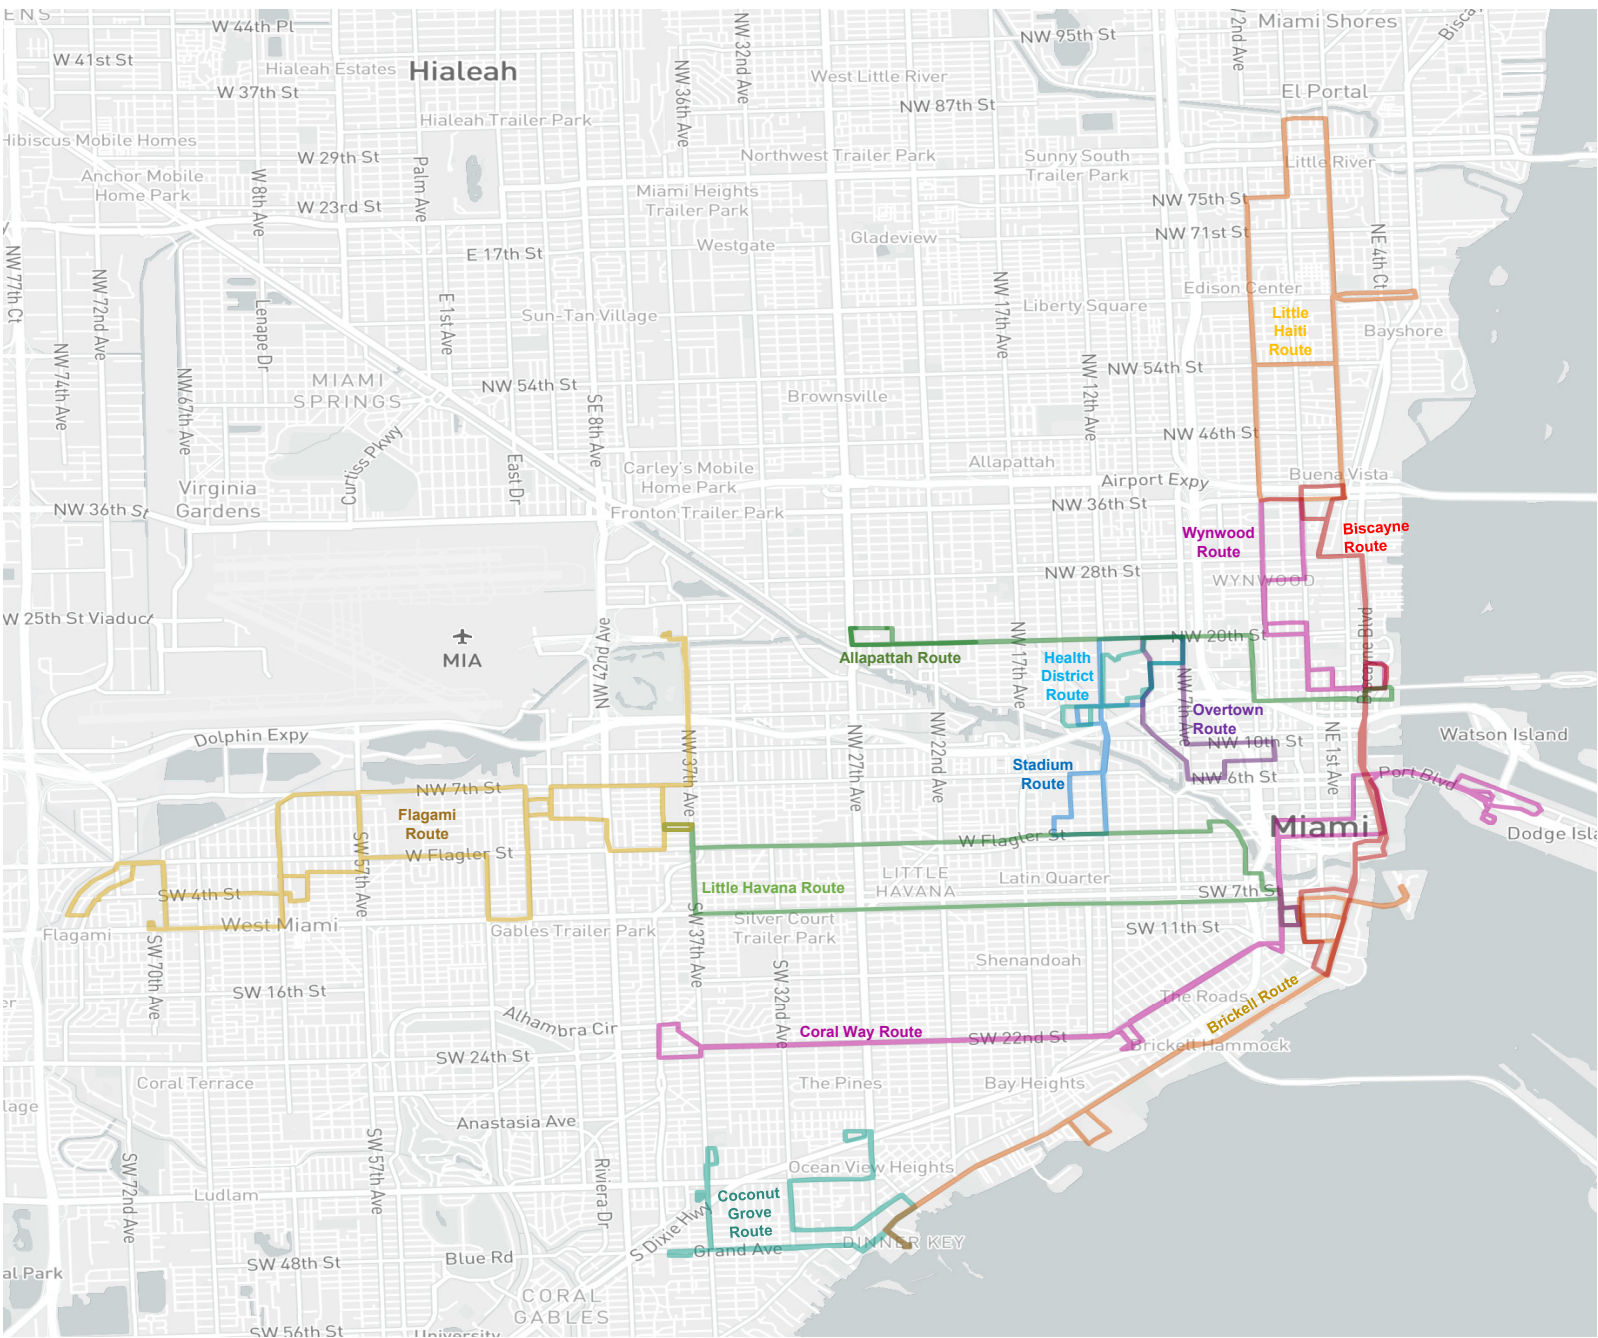 ENS
W 44th Pl
NW 32nd Ave
NW 95th St
W 2nd Ave
Miami Shores
W 41st St
Hialeah Estates
Hialeah
NW 36th Ave
West Little River
W 37th St
NW 87th St
El Portal
Hialeah Trailer Park
Hibiscus Mobile Homes
W 29th St
Palm Ave
Northwest Trailer Park
Sunny South
Trailer Park
Little River
Anchor Mobile
Home Park
W 8th Ave
W 23rd St
Miami Heights
Trailer Park
NW 75th St
Westgate
Gladeview
NW 71st St
NE 4th Ct
E 17th St
NW 77th Ct
NW 72nd Ave
Lenape Dr
E 1st Ave
Sun-Tan Village
NW 17th Ave
Liberty Square
Edison Center
Little
Haiti
Route
Bayshore
NW 74th Ave
NW 67th Ave
MIAMI
SPRINGS
NW 54th St
NW 12th Ave
NW 54th St
Brownsville
SE 8th Ave
Curtiss Pkwy
East Dr
NW 46th St
Allapattah
Carley's Mobile
Home Park
Buena Vista
Airport Expy
Virginia
Gardens
NW 36th St
Fronton Trailer Park
NW 36th St
Wynwood
Route
Biscayne
Route
NW 28th St
WYNWOOD
W 25th St Viaduct
NW 42nd Ave
MIA
NW 17th Ave
NW 20th St
Biscayne Blvd
Allapattah Route
Health
District
Route
NW 7th Ave
Overtown
Route
Dolphin Expy
NW 37th Ave
NW 27th Ave
NW 22nd Ave
NE 1st Ave
Watson Island
NW 10th St
Stadium
Route
NW 6th St
Port Blvd
NW 7th St
Flagami
Route
SW 57th Ave
W Flagler St
W Flagler St
Miami
Dodge Isla
LITTLE
HAVANA
Latin Quarter
SW 4th St
Little Havana Route
SW 7th St
West Miami
Flagami
Gables Trailer Park
SW 37th Ave
Silver Court
Trailer Park
SW 11th St
SW 70th Ave
SW 32nd Ave
Shenandoah
SW 16th St
The Roads
Brickell Route
Alhambra Cir
Coral Way Route
SW 22nd St
Brickell Hammock
SW 24th St
Coral Terrace
The Pines
Bay Heights
lage
Anastasia Ave
SW 57th Ave
SW 72nd Ave
Riviera Dr
Ocean View Heights
Ludlam
Coconut
Grove
Route
S Dixie Hwy
Grand Ave
DINNER KEY
SW 48th St
Blue Rd
al Park
CORAL
GABLES
SW 56th St
University